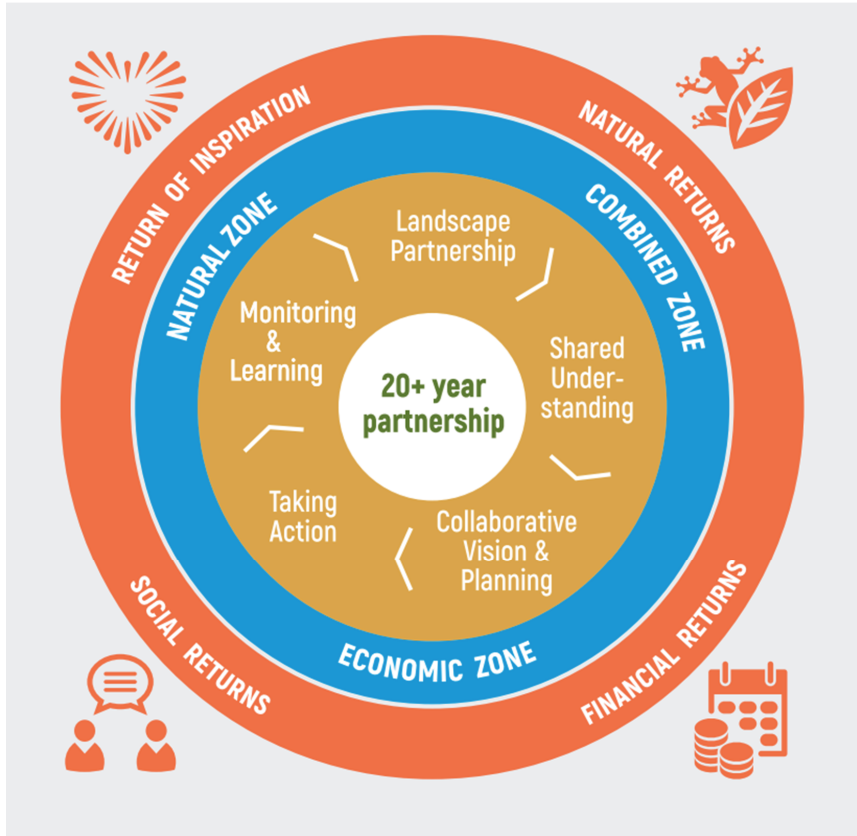 RETURN OF INSPIRATION
NATURAL RETURNS
NATURAL ZONE
COMBINED ZONE
Landscape
Partnership
Monitoring
&
Learning
Shared
Under-
standing
20+ year
partnership
Taking
Action
Collaborative
Vision &
Planning
ECONOMIC ZONE
SOCIAL RETURNS
FINANCIAL RETURNS